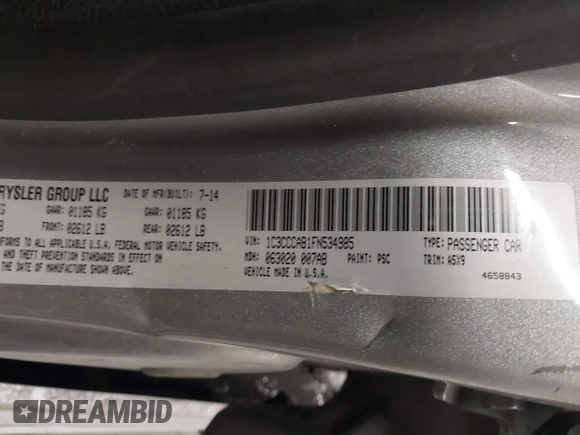 RYSLER GROUP LLC DATE OF MFR(BUILT): 7-14
KG GAWR: 01185 KG GAWR: 01185 KG
B FRONT: 02612 LB REAR: 02612 LB
NFORMS TO ALL APPLICABLE U.S.A. FEDERAL MOTOR VEHICLE SAFETY,
AND THEFT PREVENTION STANDARDS IN EFFECT ON
E DATE OF MANUFACTURE SHOWN ABOVE.
VIN: 1C3CCCAB1FN534985 TYPE: PASSENGER CAR
MDH: 063020 007AB PAINT: PSC TRIM: A5X9
VEHICLE MADE IN U.S.A. 4658843
DREAMBID